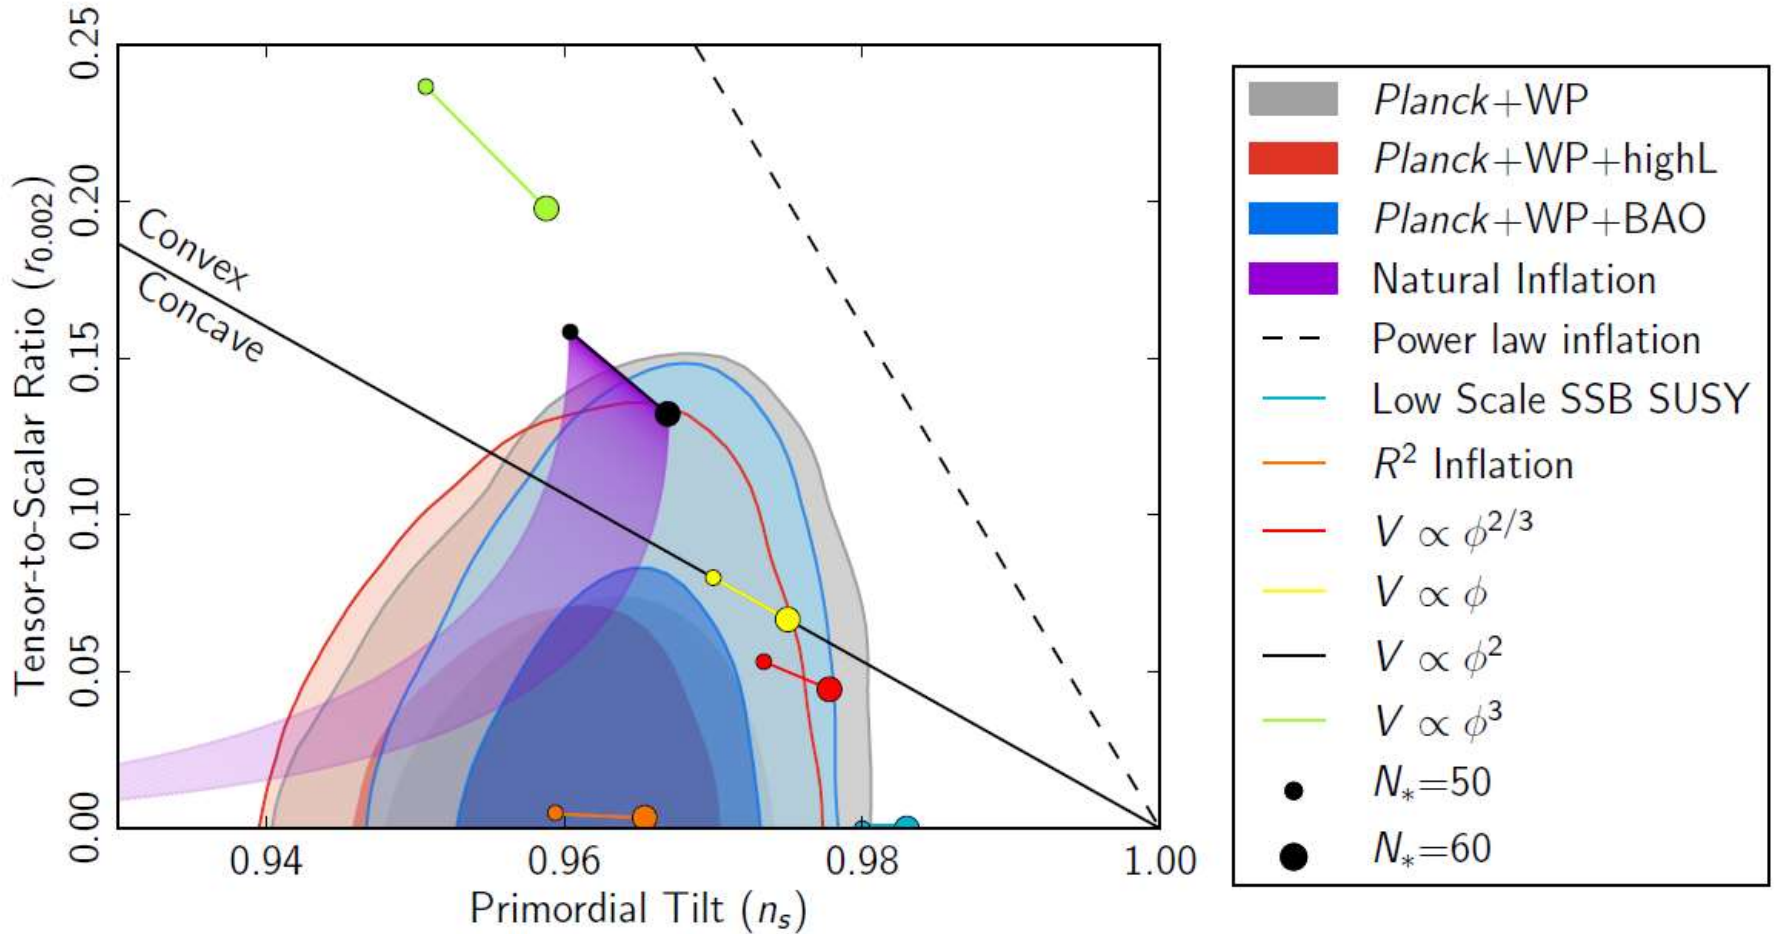 Tensor-to-Scalar Ratio (r₀.₀₀₂)
0.25
0.20
0.15
0.10
0.05
0.00
Convex
Concave
0.94 0.96 0.98 1.00
Primordial Tilt (nₛ)
Planck+WP
Planck+WP+highL
Planck+WP+BAO
Natural Inflation
Power law inflation
Low Scale SSB SUSY
R² Inflation
V ∝ ϕ²/³
V ∝ ϕ
V ∝ ϕ²
V ∝ ϕ³
N∗=50
N∗=60